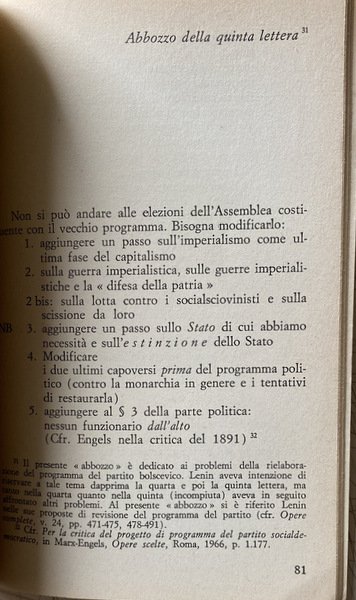 Abbozzo della quinta lettera 31
Non si può andare alle elezioni dell'Assemblea costi-
uente con il vecchio programma. Bisogna modificarlo:
1. aggiungere un passo sull'imperialismo come ul-
tima fase del capitalismo
2. sulla guerra imperialistica, sulle guerre imperiali-
stiche e la « difesa della patria »
2 bis: sulla lotta contro i socialsciovinisti e sulla
scissione da loro
NB 3. aggiungere un passo sullo Stato di cui abbiamo
necessità e sull'estinzione dello Stato
4. Modificare
i due ultimi capoversi prima del programma poli-
tico (contro la monarchia in genere e i tentativi
di restaurarla)
5. aggiungere al § 3 della parte politica:
nessun funzionario dall'alto
(Cfr. Engels nella critica del 1891) 32
31 Il presente « abbozzo » è dedicato ai problemi della rielabora-
zione del programma del partito bolscevico. Lenin aveva intenzione di
riservare a tale tema dapprima la quarta e poi la quinta lettera, ma
tanto nella quarta quanto nella quinta (incompiuta) aveva in seguito
affrontato altri problemi. Al presente « abbozzo » si è riferito Lenin
nelle sue proposte di revisione del programma del partito (cfr. Opere
complete, v. 24, pp. 471-475, 478-491).
32 Cfr. Per la critica del progetto di programma del partito socialde-
mocratico, in Marx-Engels, Opere scelte, Roma, 1966, p. 1.177.
81